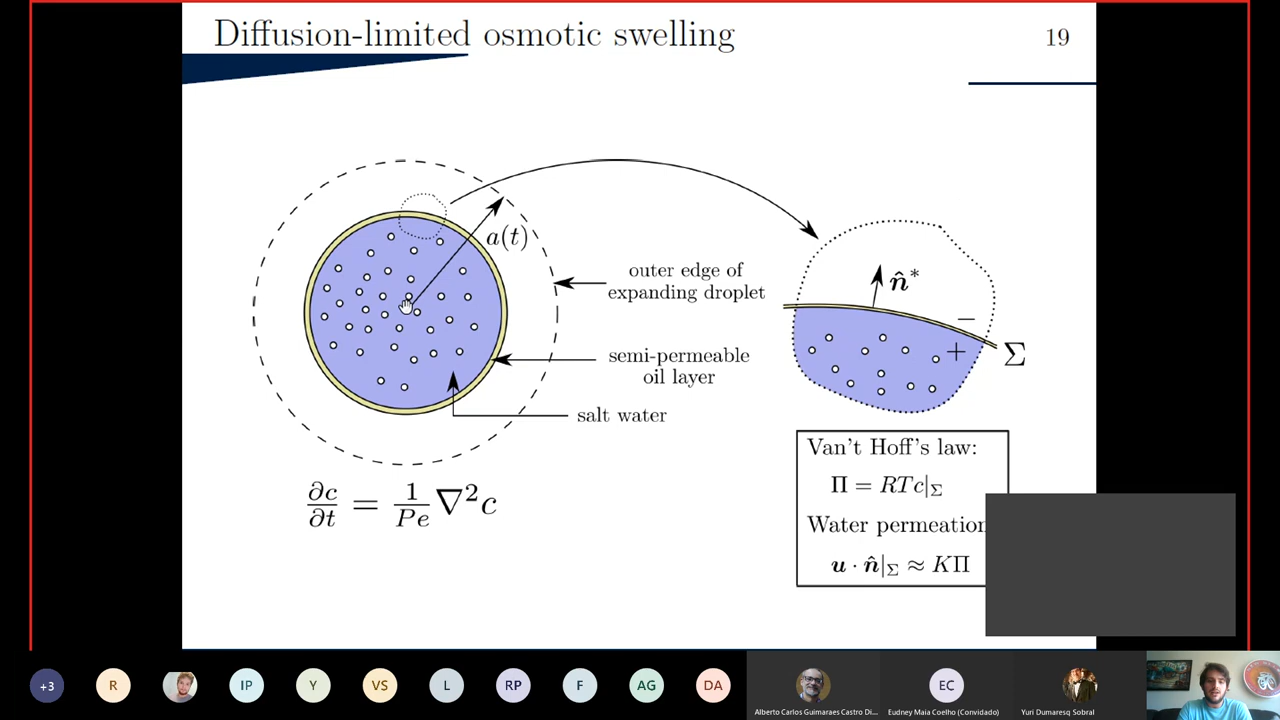 Diffusion-limited osmotic swelling
19
a(t)
outer edge of
expanding droplet
semi-permeable
oil layer
salt water
n̂*
−
+
Σ
∂c/∂t = 1/Pe ∇²c
Van't Hoff's law:
Π = RTc|Σ
Water permeation
u · n̂|Σ ≈ KΠ
+3
R
IP
Y
VS
L
RP
F
AG
DA
EC
Alberto Carlos Guimaraes Castro Di...
Eudney Maia Coelho (Convidado)
Yuri Dumaresq Sobral